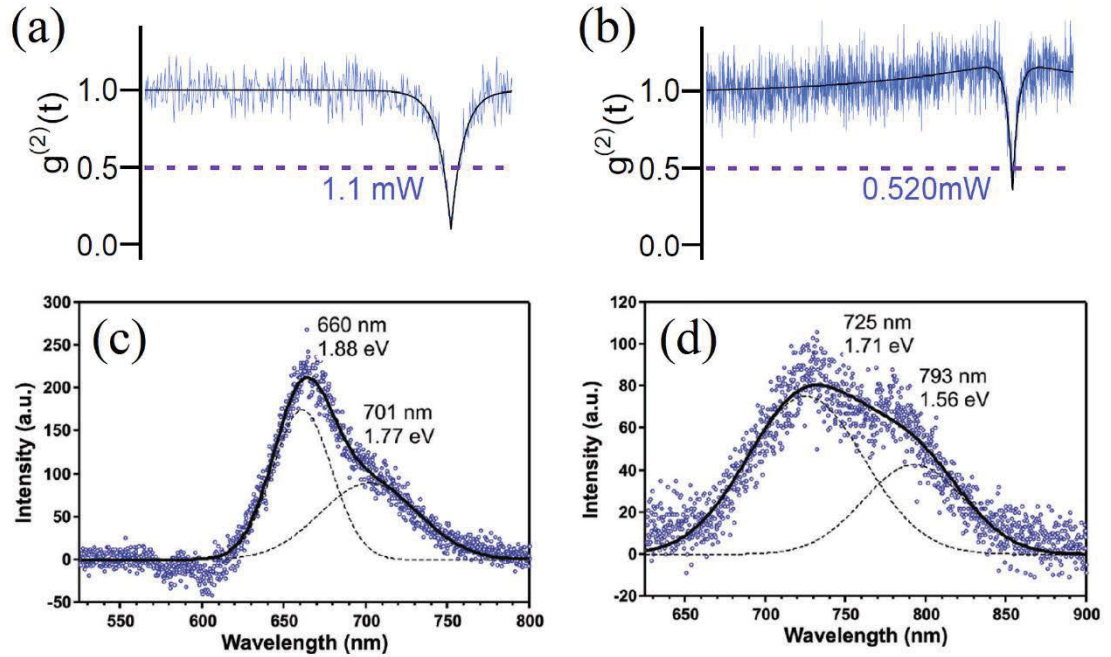 (a)
g(2)(t)
1.0
0.5
0.0
1.1 mW
(b)
g(2)(t)
1.0
0.5
0.0
0.520mW
(c)
Intensity (a.u.)
300
250
200
150
100
50
0
-50
660 nm
1.88 eV
701 nm
1.77 eV
550 600 650 700 750 800
Wavelength (nm)
(d)
Intensity (a.u.)
120
100
80
60
40
20
0
-20
725 nm
1.71 eV
793 nm
1.56 eV
650 700 750 800 850 900
Wavelength (nm)